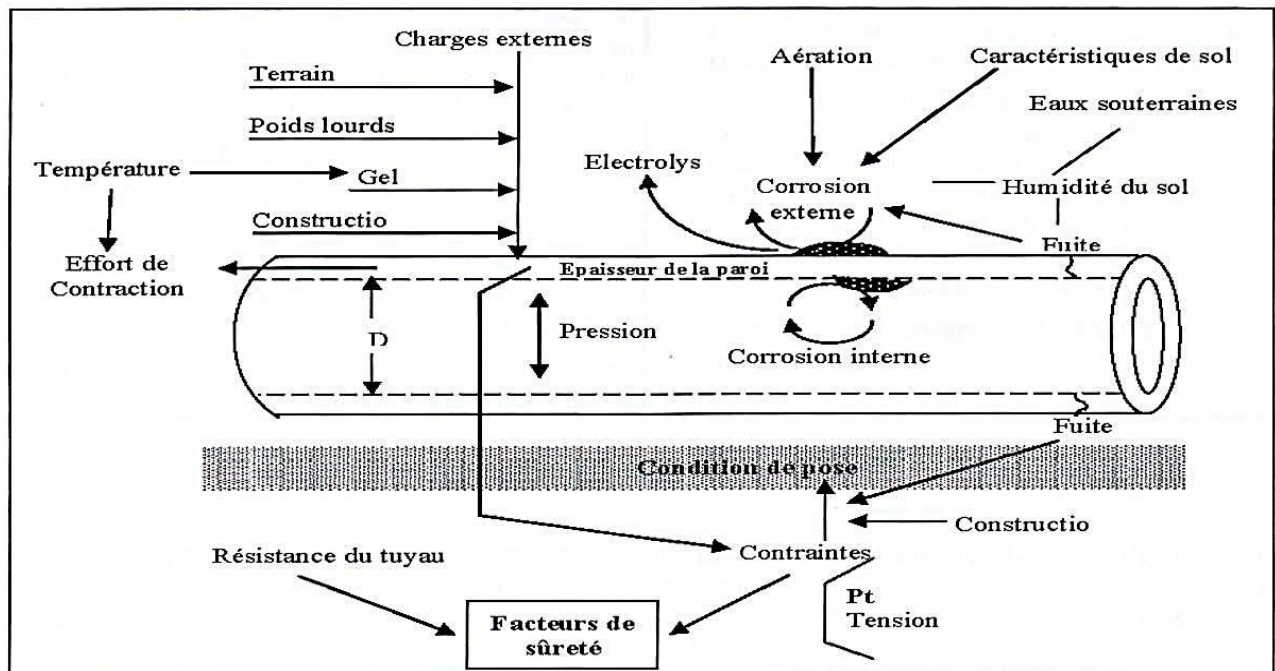 Charges externes
Aération
Caractéristiques de sol
Terrain
Eaux souterraines
Poids lourds
Electrolys
Température
Gel
Corrosion
externe
Humidité du sol
Constructio
Fuite
Effort de
Contraction
Epaisseur de la paroi
D
Pression
Corrosion interne
Fuite
Condition de pose
Constructio
Résistance du tuyau
Contraintes
Pt
Tension
Facteurs de
sûreté